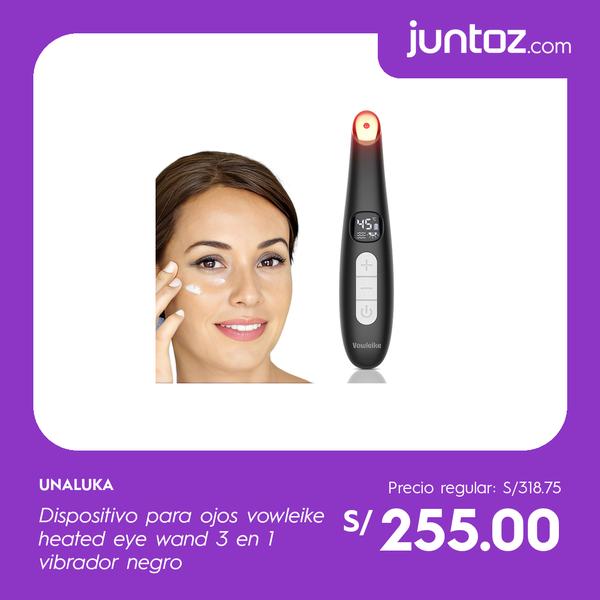 juntoz.com
45
Vowleike
UNALUKA
Dispositivo para ojos vowleike
heated eye wand 3 en 1
vibrador negro
Precio regular: S/318.75
S/255.00